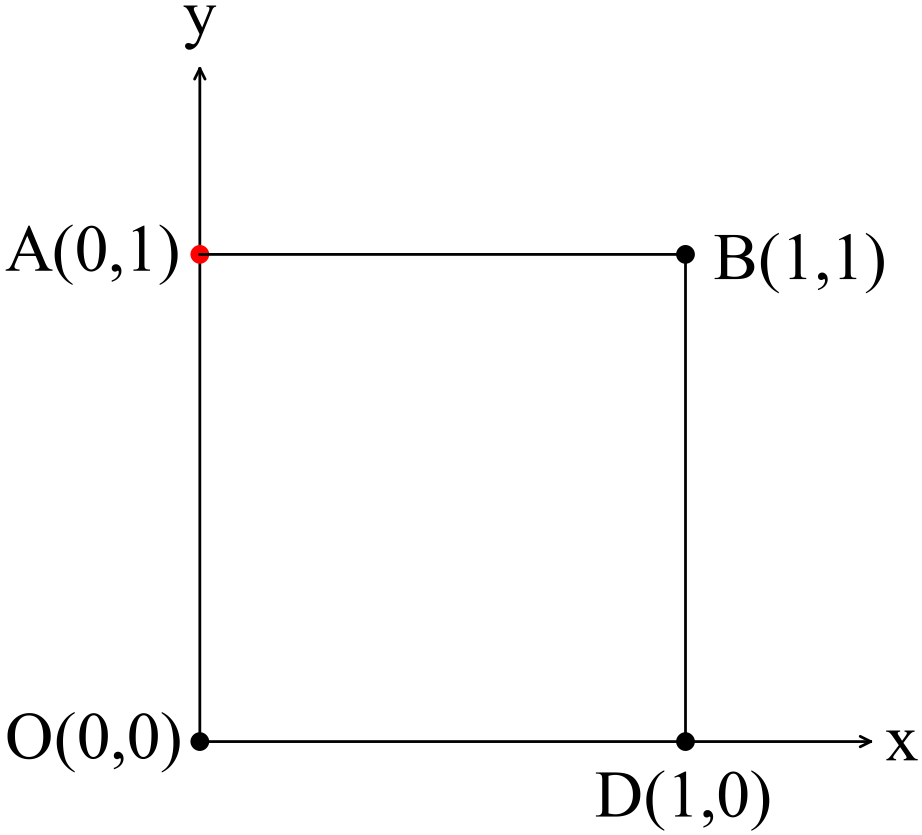 y
A(0,1)
B(1,1)
O(0,0)
x
D(1,0)